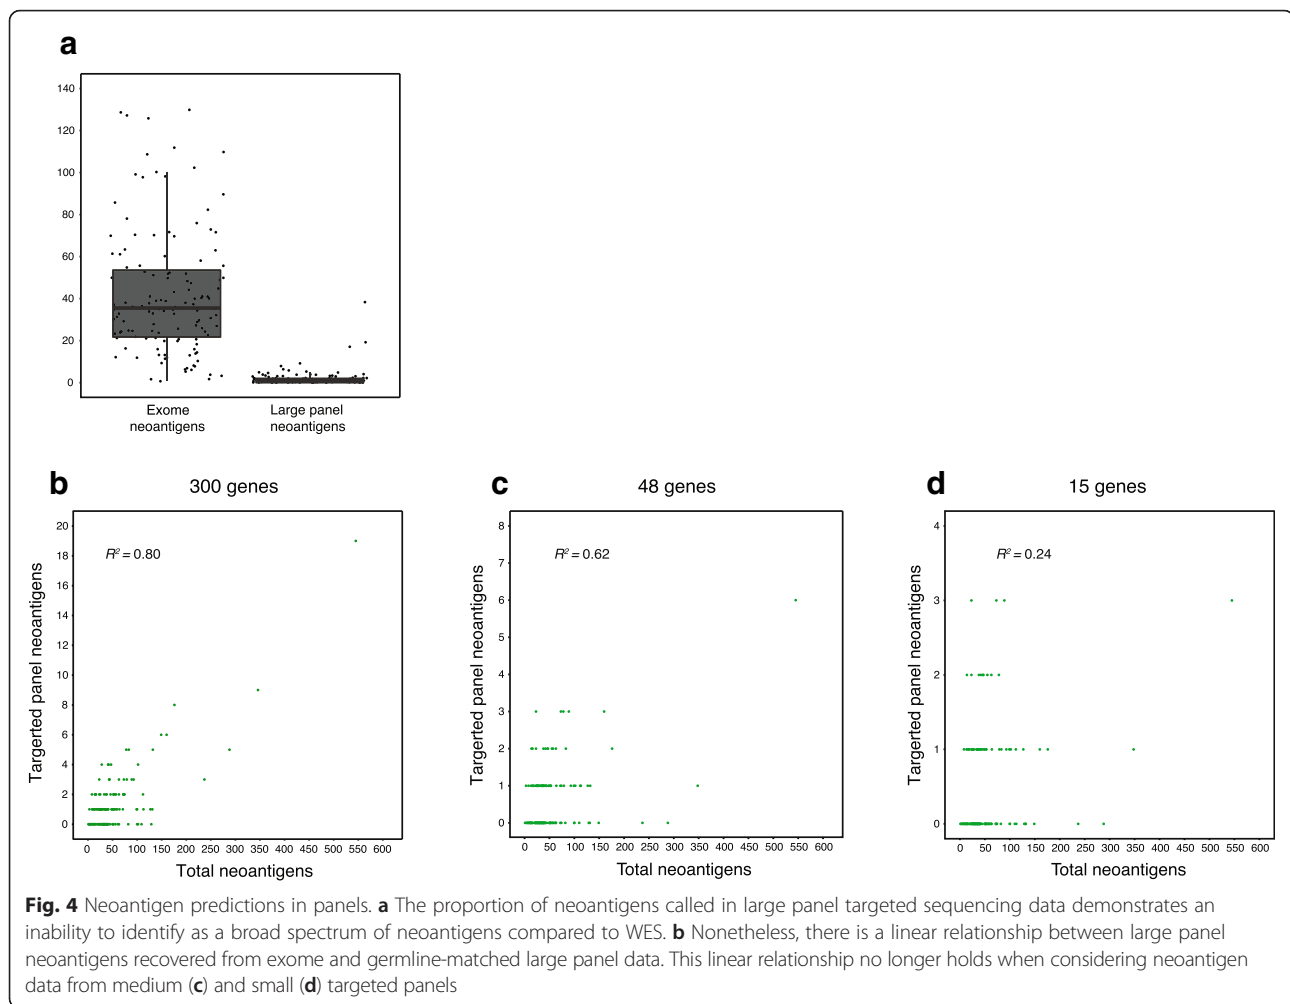 a
140
120
100
80
60
40
20
0
Exome
neoantigens
Large panel
neoantigens
b
300 genes
Targerted panel neoantigens
20
18
16
14
12
10
8
6
4
2
0
R² = 0.80
0 50 100 150 200 250 300 350 400 450 500 550 600
Total neoantigens
c
48 genes
Targerted panel neoantigens
8
7
6
5
4
3
2
1
0
R² = 0.62
0 50 100 150 200 250 300 350 400 450 500 550 600
Total neoantigens
d
15 genes
Targerted panel neoantigens
4
3
2
1
0
R² = 0.24
0 50 100 150 200 250 300 350 400 450 500 550 600
Total neoantigens
Fig. 4 Neoantigen predictions in panels. a The proportion of neoantigens called in large panel targeted sequencing data demonstrates an
inability to identify as a broad spectrum of neoantigens compared to WES. b Nonetheless, there is a linear relationship between large panel
neoantigens recovered from exome and germline-matched large panel data. This linear relationship no longer holds when considering neoantigen
data from medium (c) and small (d) targeted panels